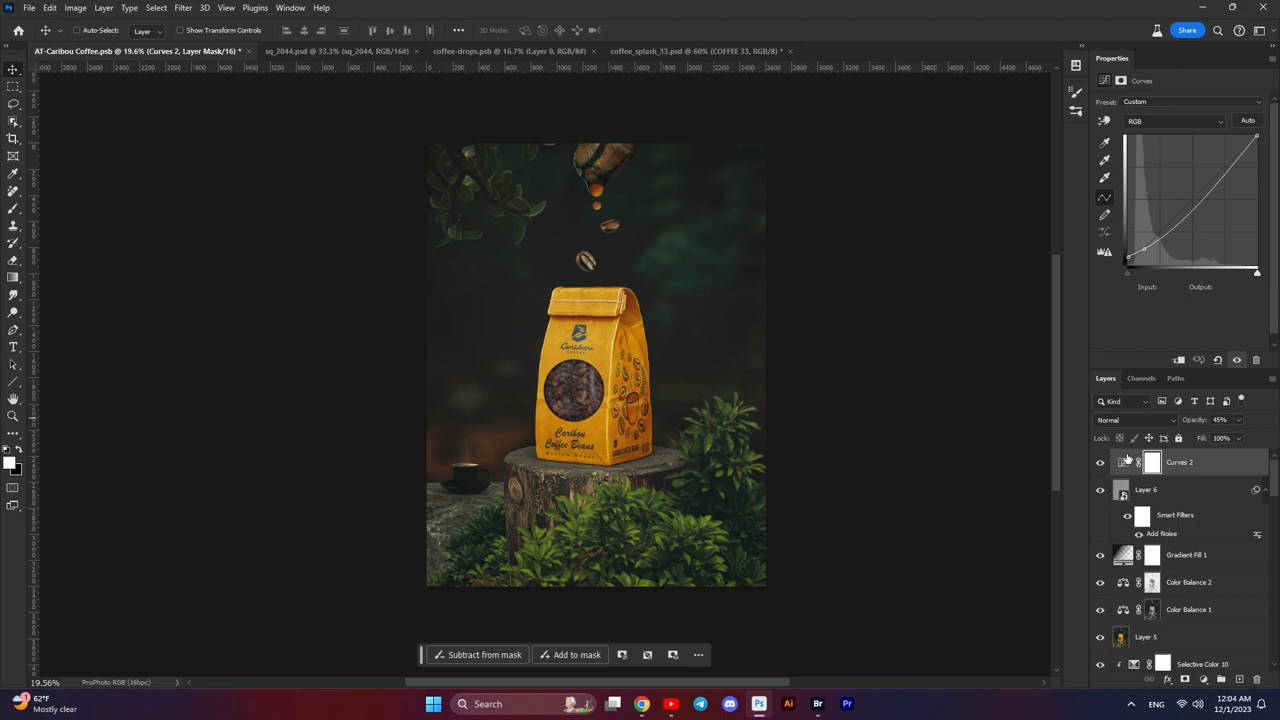 File Edit Image Layer Type Select Filter 3D View Plugins Window Help
Auto-Select: Layer Show Transform Controls 3D Mode: Share
AT-Caribou Coffee.psb @ 19.6% (Curves 2, Layer Mask/16) * sq_2044.psd @ 33.3% (sq_2044, RGB/16#) coffee-drops.psb @ 16.7% (Layer 0, RGB/8#) coffee_splash_33.psd @ 60% (COFFEE 33, RGB/8) *
Properties
Curves
Preset: Custom
RGB Auto
Input: Output:
Caribou
COFFEE
Caribou
Coffee Beans
Layers Channels Paths
Kind
Normal Opacity: 45%
Lock: Fill: 100%
Curves 2
Layer 6
Smart Filters
Add Noise
Gradient Fill 1
Color Balance 2
Color Balance 1
Layer 5
Selective Color 10
Subtract from mask Add to mask
19.56% ProPhoto RGB (16bpc)
1 62°F
Mostly clear
Search
ENG
12:04 AM
12/1/2023